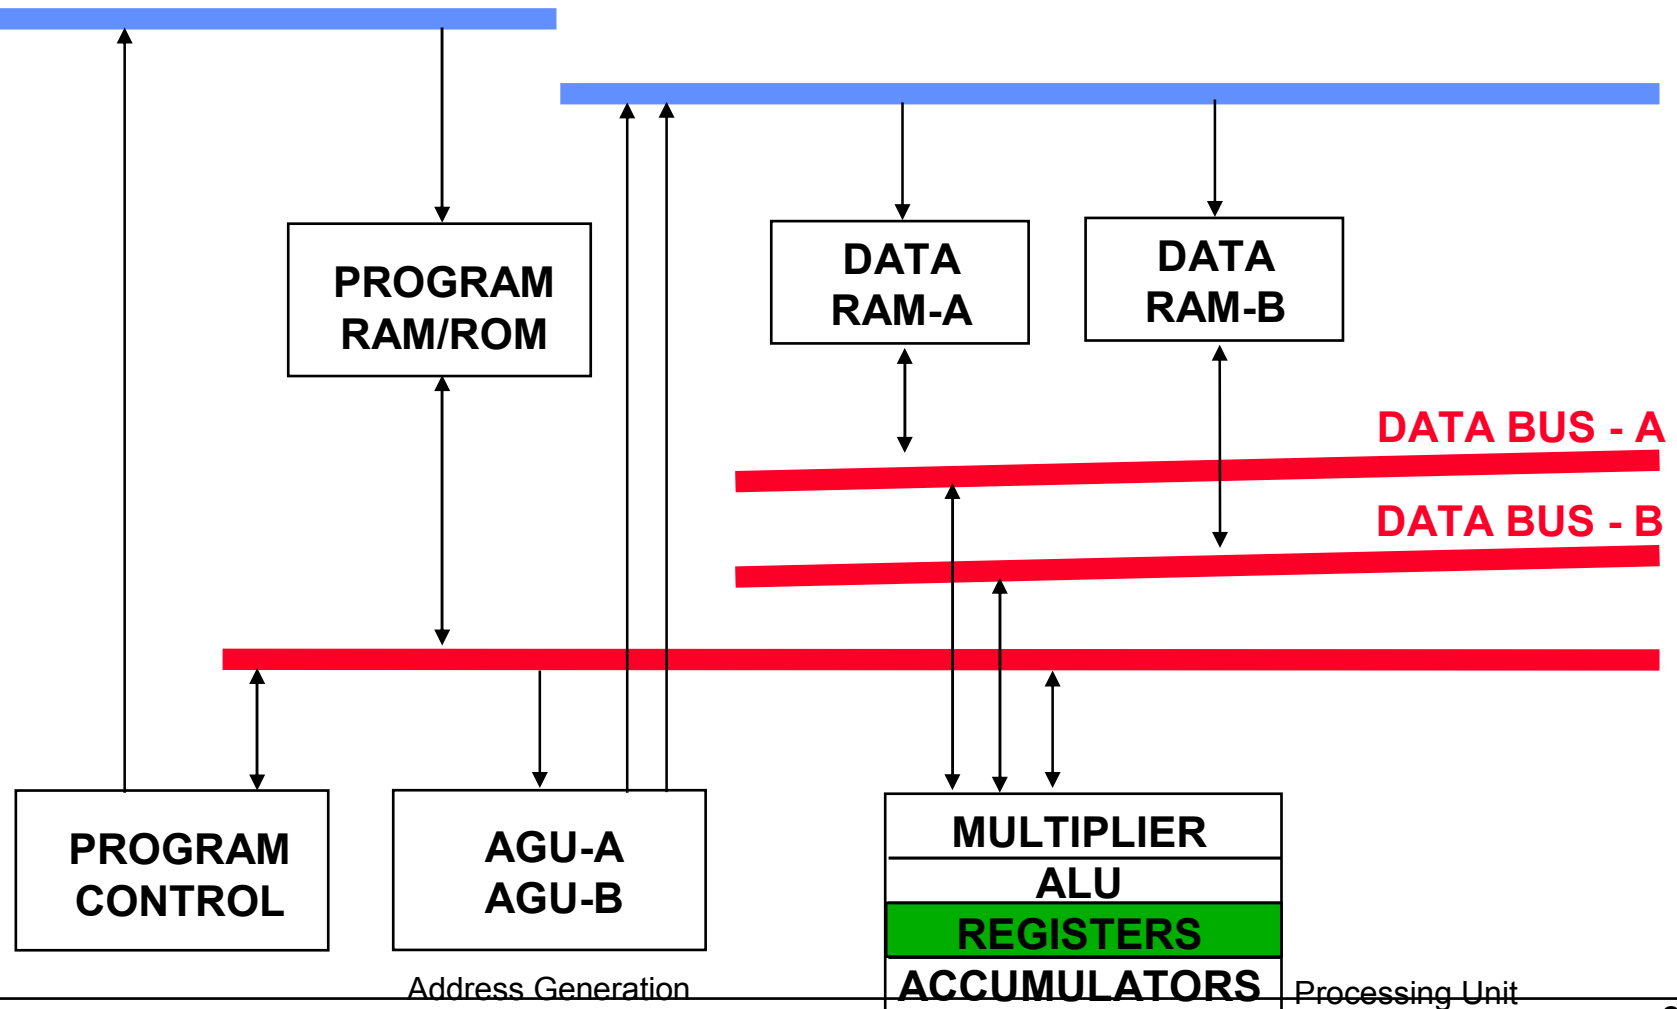 PROGRAM
RAM/ROM
DATA
RAM-A
DATA
RAM-B
DATA BUS - A
DATA BUS - B
PROGRAM
CONTROL
AGU-A
AGU-B
MULTIPLIER
ALU
REGISTERS
ACCUMULATORS
Address Generation
Processing Unit